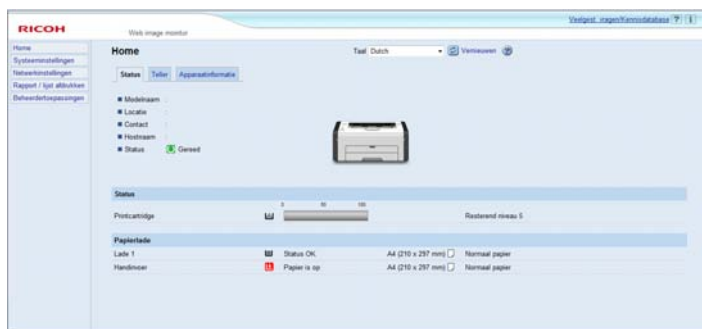 Veelgest. vragen/Kennisdatabase ?
RICOH
Web image monitor
Home
Systeeminstellingen
Netwerkinstellingen
Rapport / lijst afdrukken
Beheerdertoepassingen
Home
Taal Dutch Vernieuwen
Status Teller Apparaatinformatie
Modelnaam :
Locatie :
Contact :
Hostnaam :
Status : Gereed
Status
0 50 100
Printcartridge Resterend niveau 5
Papierlade
Lade 1 Status OK. A4 (210 x 297 mm) Normaal papier
Handinvoer Papier is op A4 (210 x 297 mm) Normaal papier